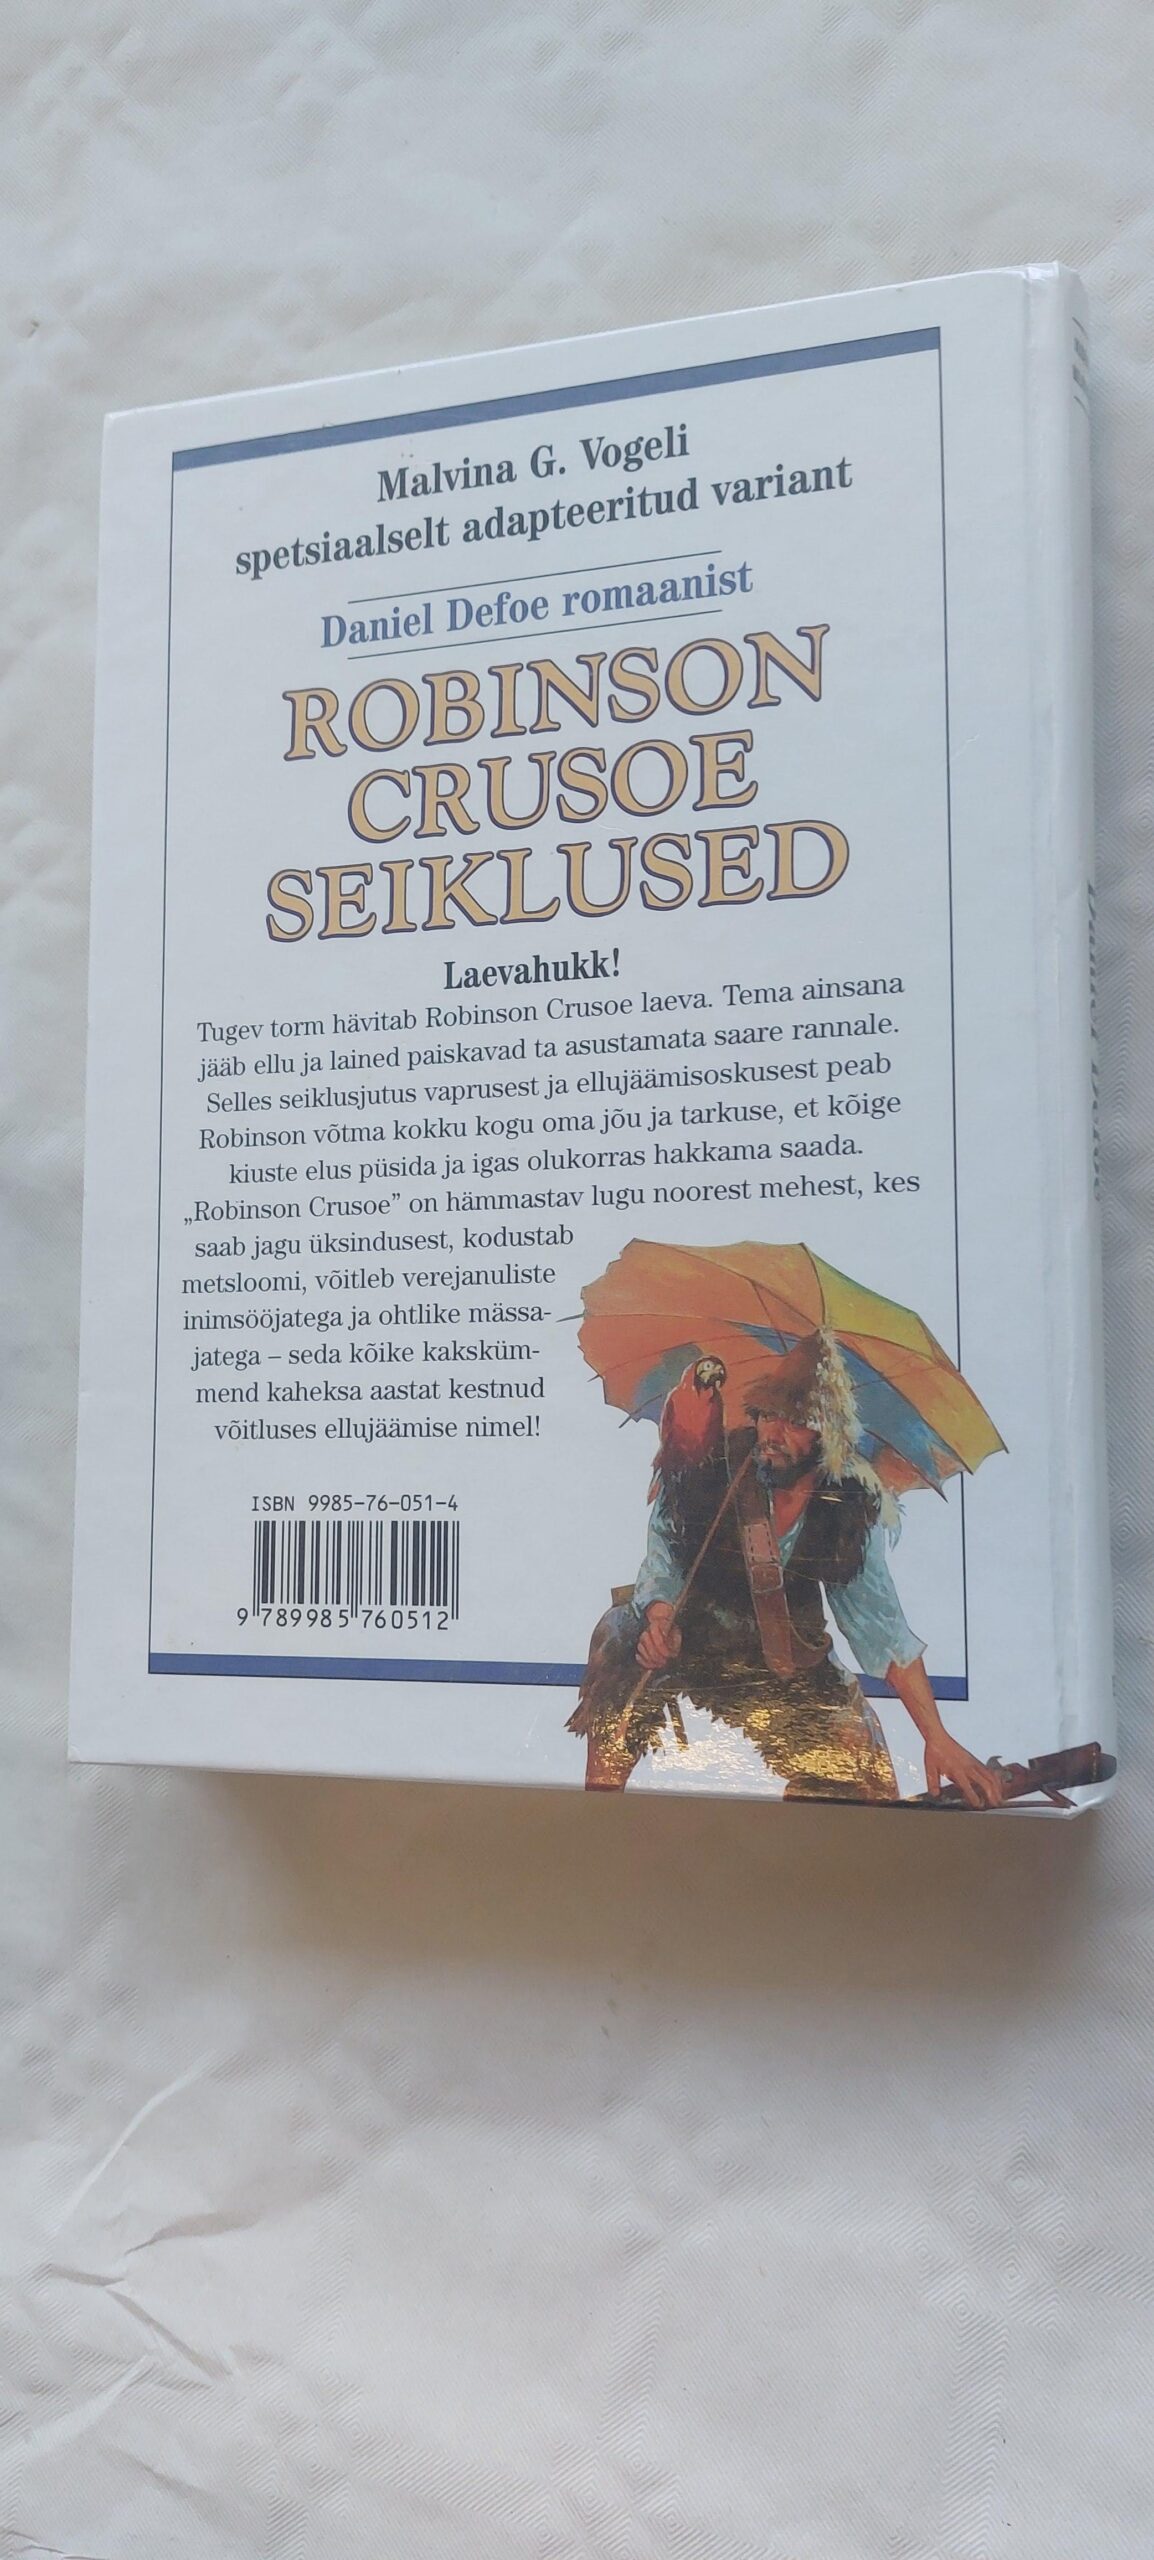 Malvina G. Vogeli
spetsiaalselt adapteeritud variant
Daniel Defoe romaanist
ROBINSON
CRUSOE
SEIKLUSED
Laevahukk!
Tugev torm hävitab Robinson Crusoe laeva. Tema ainsana
jääb ellu ja lained paiskavad ta asustamata saare rannale.
Selles seiklusjutus vaprusest ja ellujäämisoskusest peab
Robinson võtma kokku kogu oma jõu ja tarkuse, et kõige
kiuste elus püsida ja igas olukorras hakkama saada.
„Robinson Crusoe” on hämmastav lugu noorest mehest, kes
saab jagu üksindusest, kodustab
metsloomi, võitleb verejanuliste
inimsööjatega ja ohtlike mässa-
jatega – seda kõike kaksküm-
mend kaheksa aastat kestnud
võitluses ellujäämise nimel!
ISBN 9985-76-051-4
9 789985 760512